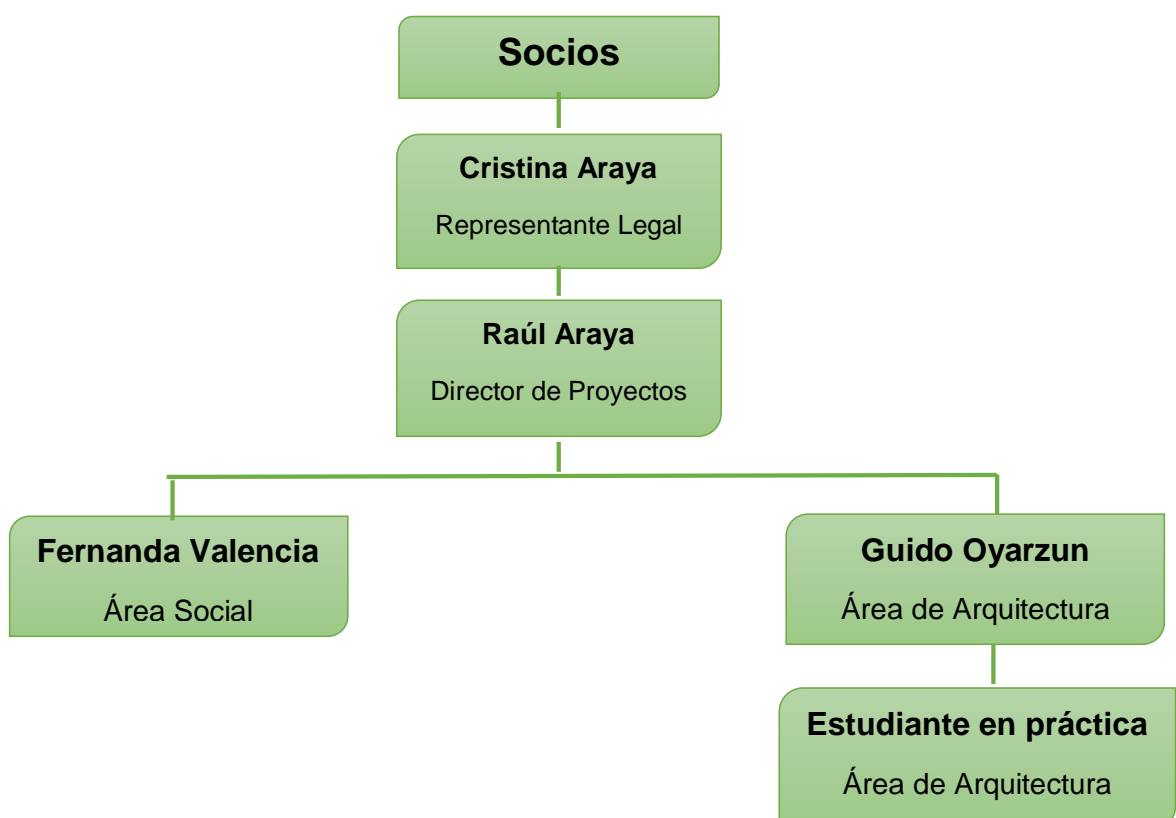 Socios
Cristina Araya
Representante Legal
Raúl Araya
Director de Proyectos
Fernanda Valencia
Área Social
Guido Oyarzun
Área de Arquitectura
Estudiante en práctica
Área de Arquitectura